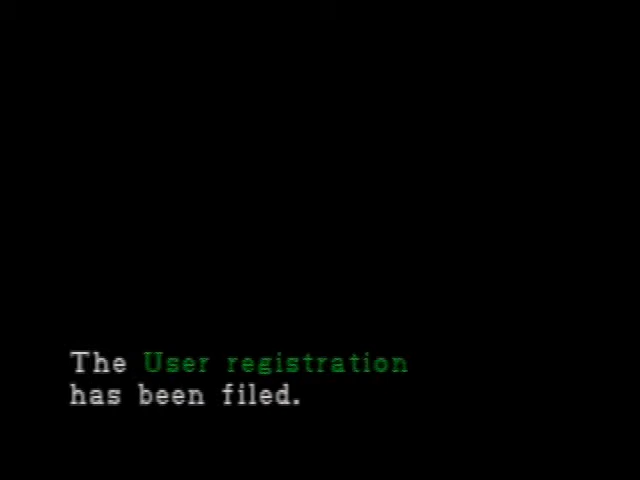 The User registration
has been filed.